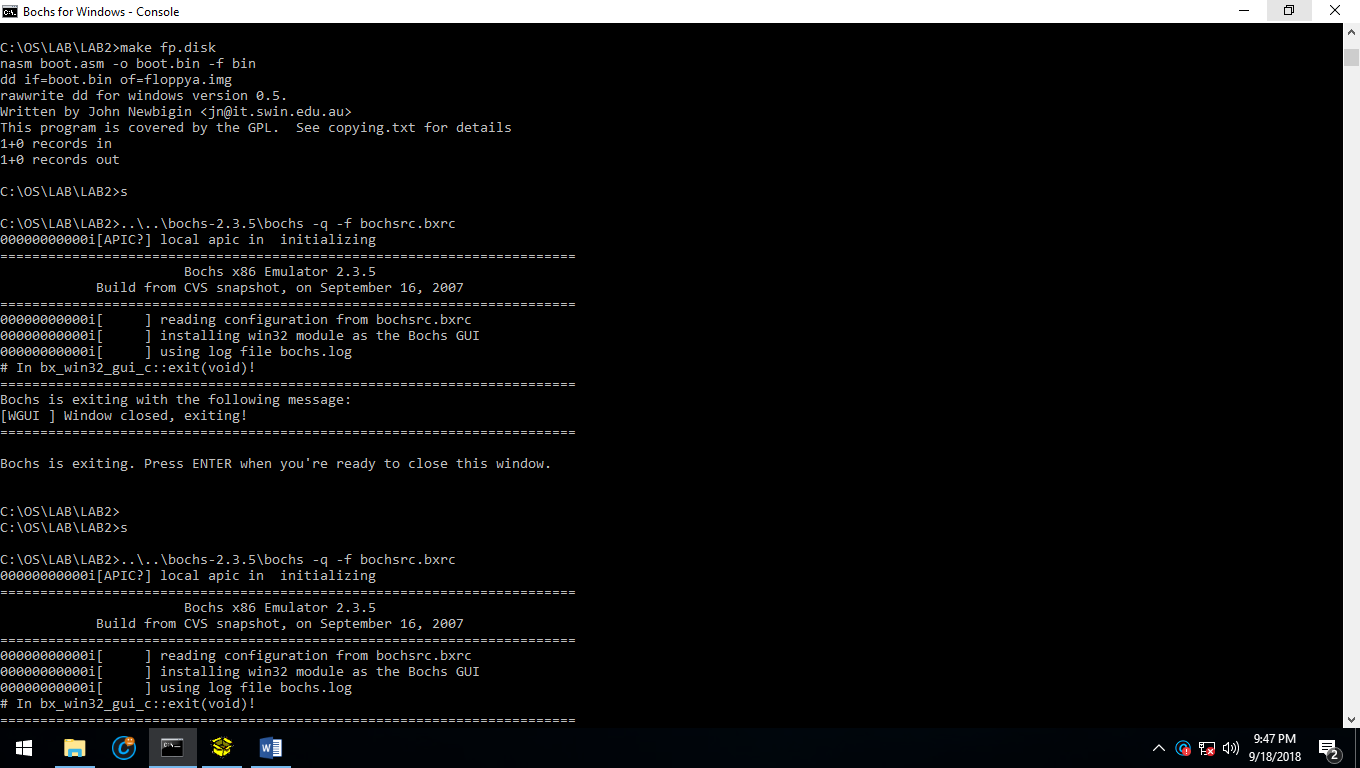 Bochs for Windows - Console
C:\OS\LAB\LAB2>make fp.disk
nasm boot.asm -o boot.bin -f bin
dd if=boot.bin of=floppya.img
rawwrite dd for windows version 0.5.
Written by John Newbigin <jn@it.swin.edu.au>
This program is covered by the GPL.  See copying.txt for details
1+0 records in
1+0 records out
C:\OS\LAB\LAB2>s
C:\OS\LAB\LAB2>..\..\bochs-2.3.5\bochs -q -f bochsrc.bxrc
00000000000i[APIC?] local apic in  initializing
========================================================================
Bochs x86 Emulator 2.3.5
Build from CVS snapshot, on September 16, 2007
========================================================================
00000000000i[     ] reading configuration from bochsrc.bxrc
00000000000i[     ] installing win32 module as the Bochs GUI
00000000000i[     ] using log file bochs.log
# In bx_win32_gui_c::exit(void)!
========================================================================
Bochs is exiting with the following message:
[WGUI ] Window closed, exiting!
========================================================================
Bochs is exiting. Press ENTER when you're ready to close this window.
C:\OS\LAB\LAB2>
C:\OS\LAB\LAB2>s
C:\OS\LAB\LAB2>..\..\bochs-2.3.5\bochs -q -f bochsrc.bxrc
00000000000i[APIC?] local apic in  initializing
========================================================================
Bochs x86 Emulator 2.3.5
Build from CVS snapshot, on September 16, 2007
========================================================================
00000000000i[     ] reading configuration from bochsrc.bxrc
00000000000i[     ] installing win32 module as the Bochs GUI
00000000000i[     ] using log file bochs.log
# In bx_win32_gui_c::exit(void)!
========================================================================
9:47 PM
9/18/2018
2